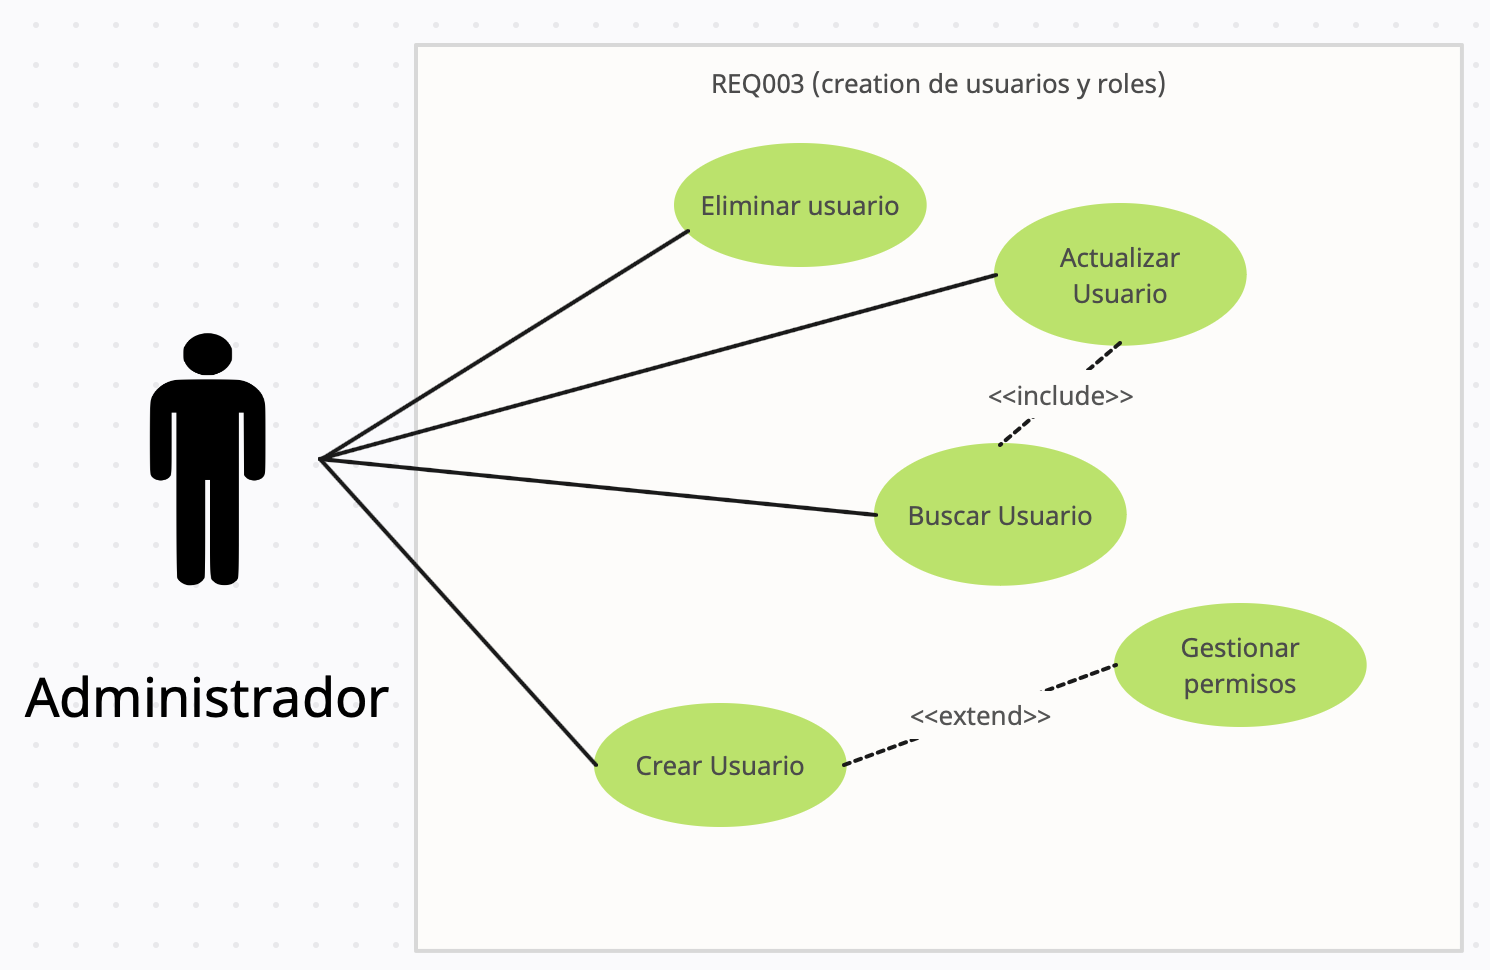 REQ003 (creation de usuarios y roles)
Eliminar usuario
Actualizar
Usuario
<<include>>
Buscar Usuario
Gestionar
permisos
Administrador
<<extend>>
Crear Usuario